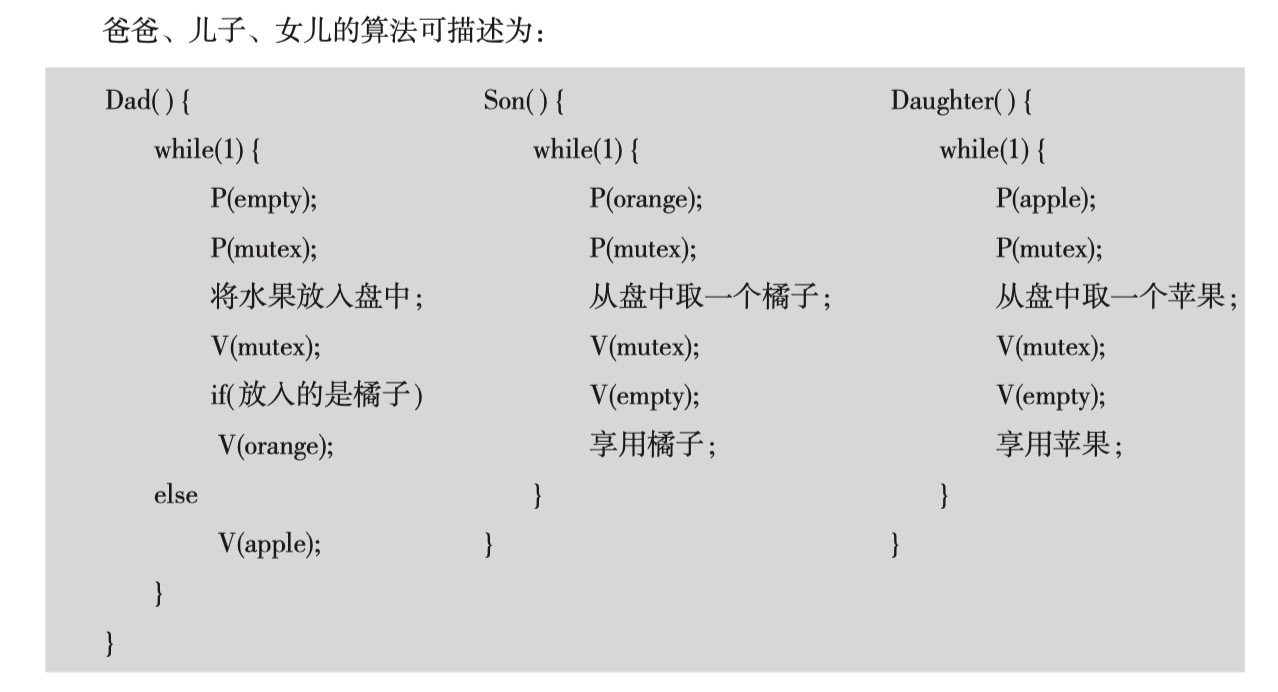 爸爸、儿子、女儿的算法可描述为：
Dad( ) {
while(1) {
P(empty);
P(mutex);
将水果放入盘中；
V(mutex);
if(放入的是橘子)
V(orange);
else
V(apple);
}
}
Son( ) {
while(1) {
P(orange);
P(mutex);
从盘中取一个橘子；
V(mutex);
V(empty);
享用橘子；
}
}
Daughter( ) {
while(1) {
P(apple);
P(mutex);
从盘中取一个苹果；
V(mutex);
V(empty);
享用苹果；
}
}